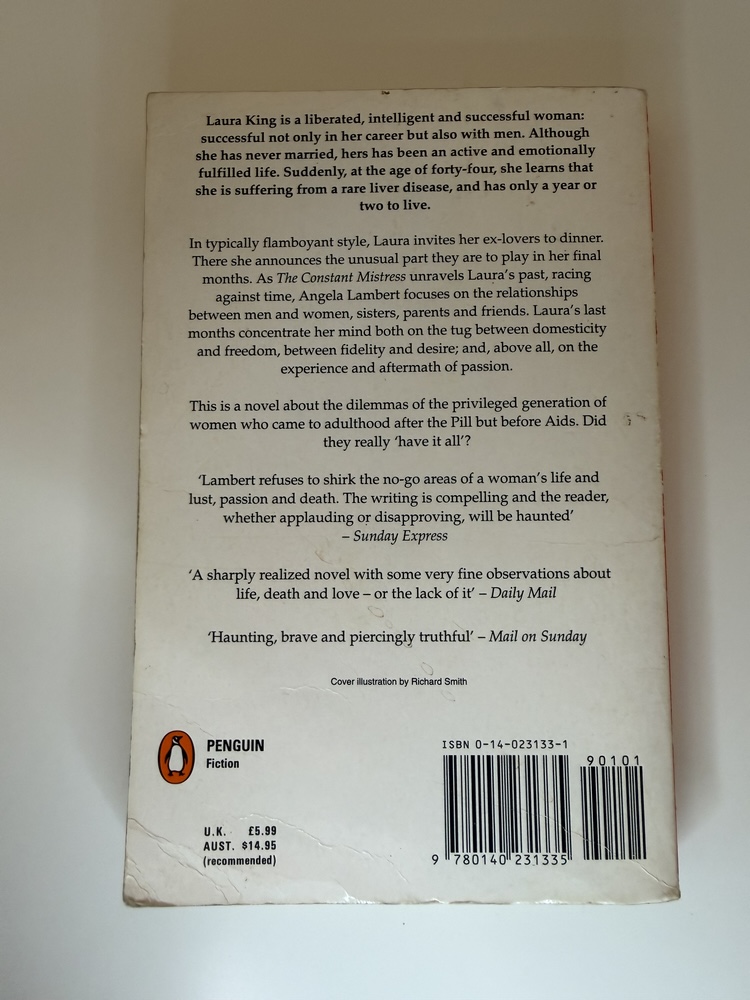 Laura King is a liberated, intelligent and successful woman:
successful not only in her career but also with men. Although
she has never married, hers has been an active and emotionally
fulfilled life. Suddenly, at the age of forty-four, she learns that
she is suffering from a rare liver disease, and has only a year or
two to live.
In typically flamboyant style, Laura invites her ex-lovers to dinner.
There she announces the unusual part they are to play in her final
months. As The Constant Mistress unravels Laura's past, racing
against time, Angela Lambert focuses on the relationships
between men and women, sisters, parents and friends. Laura's last
months concentrate her mind both on the tug between domesticity
and freedom, between fidelity and desire; and, above all, on the
experience and aftermath of passion.
This is a novel about the dilemmas of the privileged generation of
women who came to adulthood after the Pill but before Aids. Did
they really 'have it all'?
'Lambert refuses to shirk the no-go areas of a woman's life and
lust, passion and death. The writing is compelling and the reader,
whether applauding or disapproving, will be haunted'
– Sunday Express
'A sharply realized novel with some very fine observations about
life, death and love – or the lack of it' – Daily Mail
'Haunting, brave and piercingly truthful' – Mail on Sunday
Cover illustration by Richard Smith
PENGUIN
Fiction
U.K. £5.99
AUST. $14.95
(recommended)
ISBN 0-14-023133-1
90101
9 780140 231335